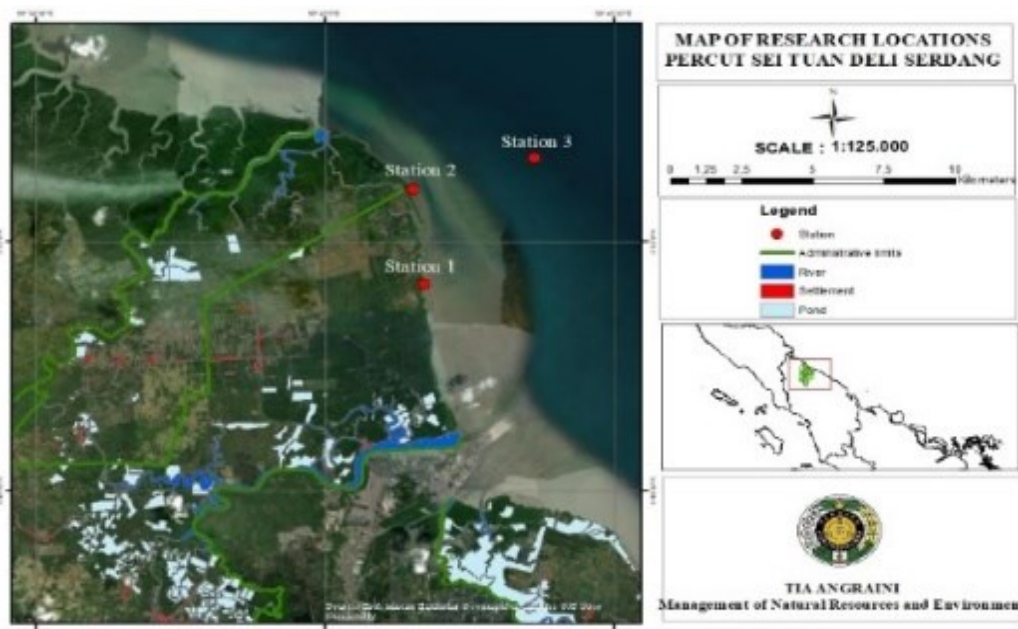 Station 3
Station 2
Station 1
MAP OF RESEARCH LOCATIONS
PERCUT SEI TUAN DELI SERDANG
N
SCALE : 1:125.000
0 1.25 2.5 5 7.5 10
Kilometers
Legend
Station
Administrative limits
River
Settlement
Pond
TIA ANGRAINI
Management of Natural Resources and Environmen